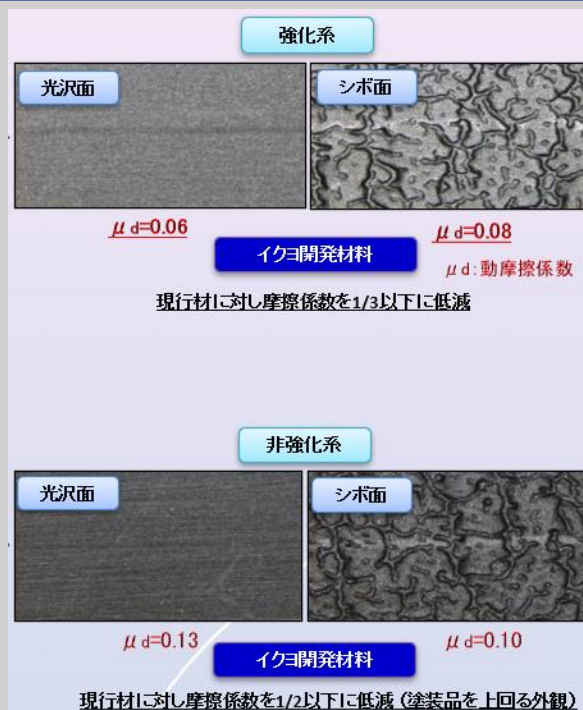 強化系
光沢面
シボ面
μd=0.06
μd=0.08
イクヨ開発材料
μd:動摩擦係数
現行材に対し摩擦係数を1/3以下に低減
非強化系
光沢面
シボ面
μd=0.13
μd=0.10
イクヨ開発材料
現行材に対し摩擦係数を1/2以下に低減(塗装品を上回る外観)